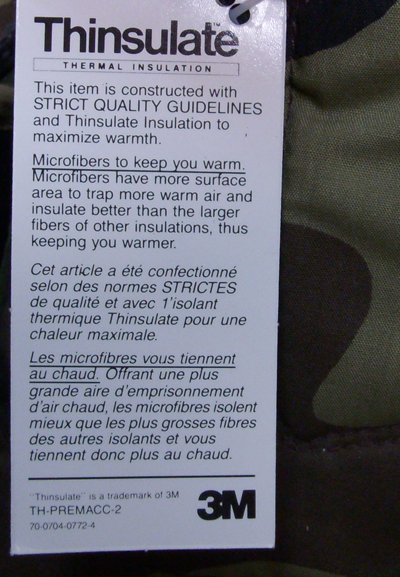 Thinsulate™
THERMAL INSULATION
This item is constructed with
STRICT QUALITY GUIDELINES
and Thinsulate Insulation to
maximize warmth.
Microfibers to keep you warm.
Microfibers have more surface
area to trap more warm air and
insulate better than the larger
fibers of other insulations, thus
keeping you warmer.
Cet article a été confectionné
selon des normes STRICTES
de qualité et avec 1'isolant
thermique Thinsulate pour une
chaleur maximale.
Les microfibres vous tiennent
au chaud. Offrant une plus
grande aire d'emprisonnement
d'air chaud, les microfibres isolent
mieux que les plus grosses fibres
des autres isolants et vous
tiennent donc plus au chaud.
"Thinsulate" is a trademark of 3M
TH-PREMACC-2
70-0704-0772-4
3M